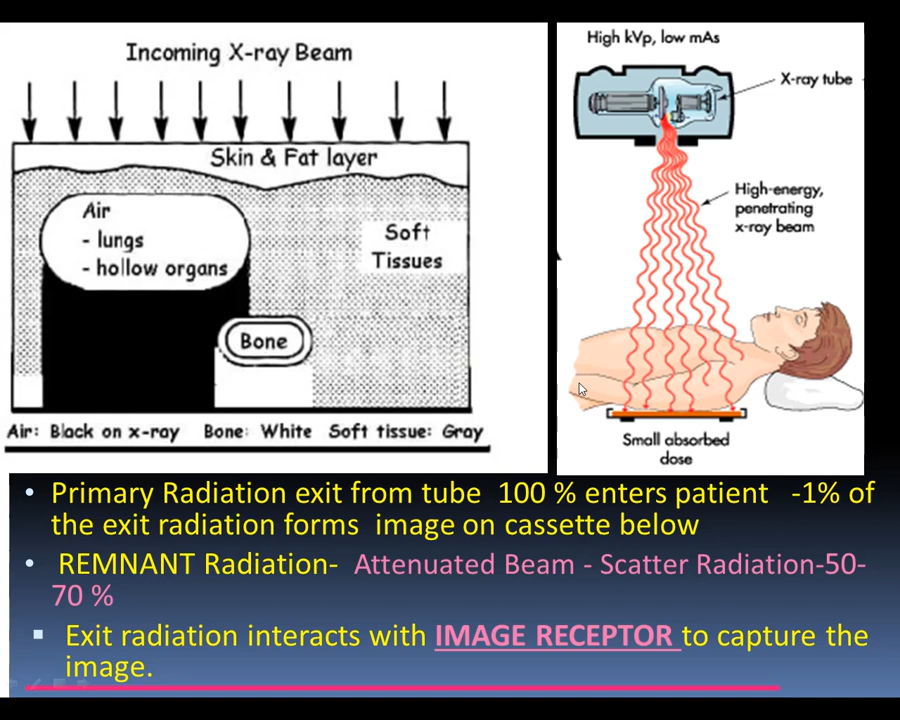 Incoming X-ray Beam
Skin & Fat layer
Air
- lungs
- hollow organs
Soft
Tissues
Bone
Air: Black on x-ray   Bone: White   Soft tissue: Gray
High kVp, low mAs
X-ray tube
High-energy,
penetrating
x-ray beam
Small absorbed
dose
• Primary Radiation exit from tube 100 % enters patient -1% of
the exit radiation forms image on cassette below
• REMNANT Radiation- Attenuated Beam - Scatter Radiation-50-
70 %
▪ Exit radiation interacts with IMAGE RECEPTOR to capture the
image.